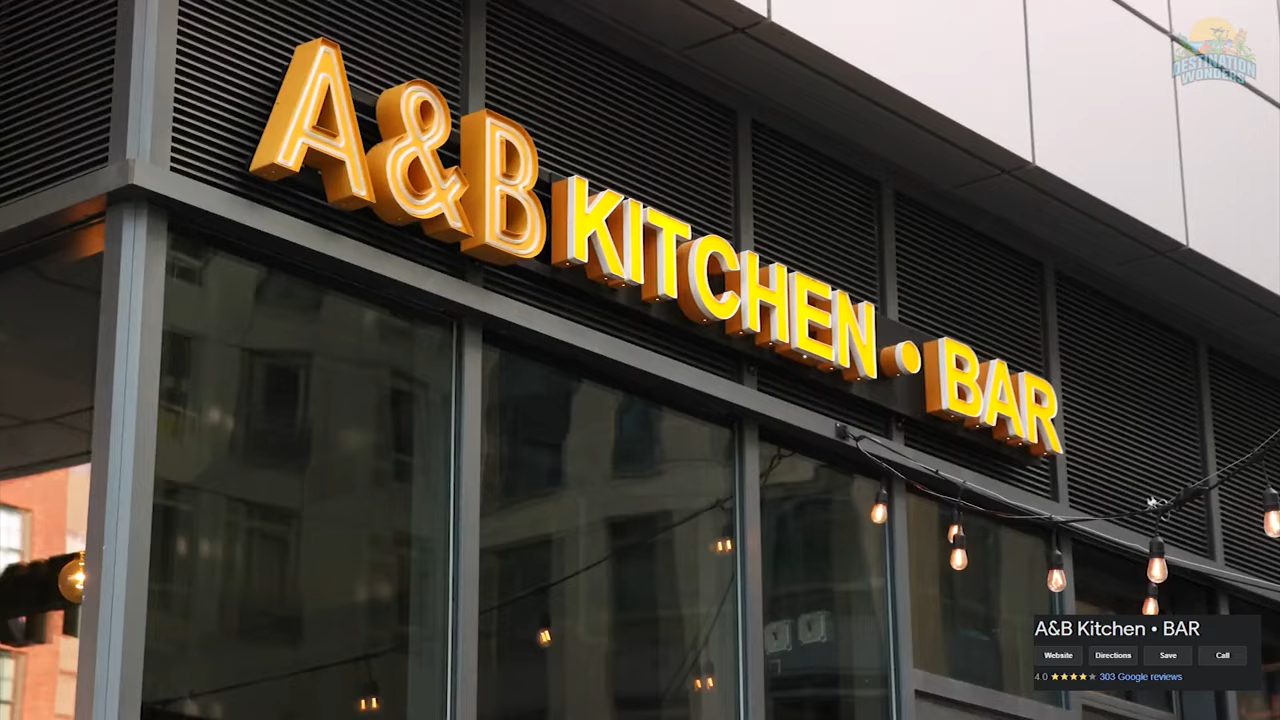 DESTINATION
WONDERS
A&B KITCHEN • BAR
A&B Kitchen • BAR
Website Directions Save Call
4.0 ★★★★★ 303 Google reviews